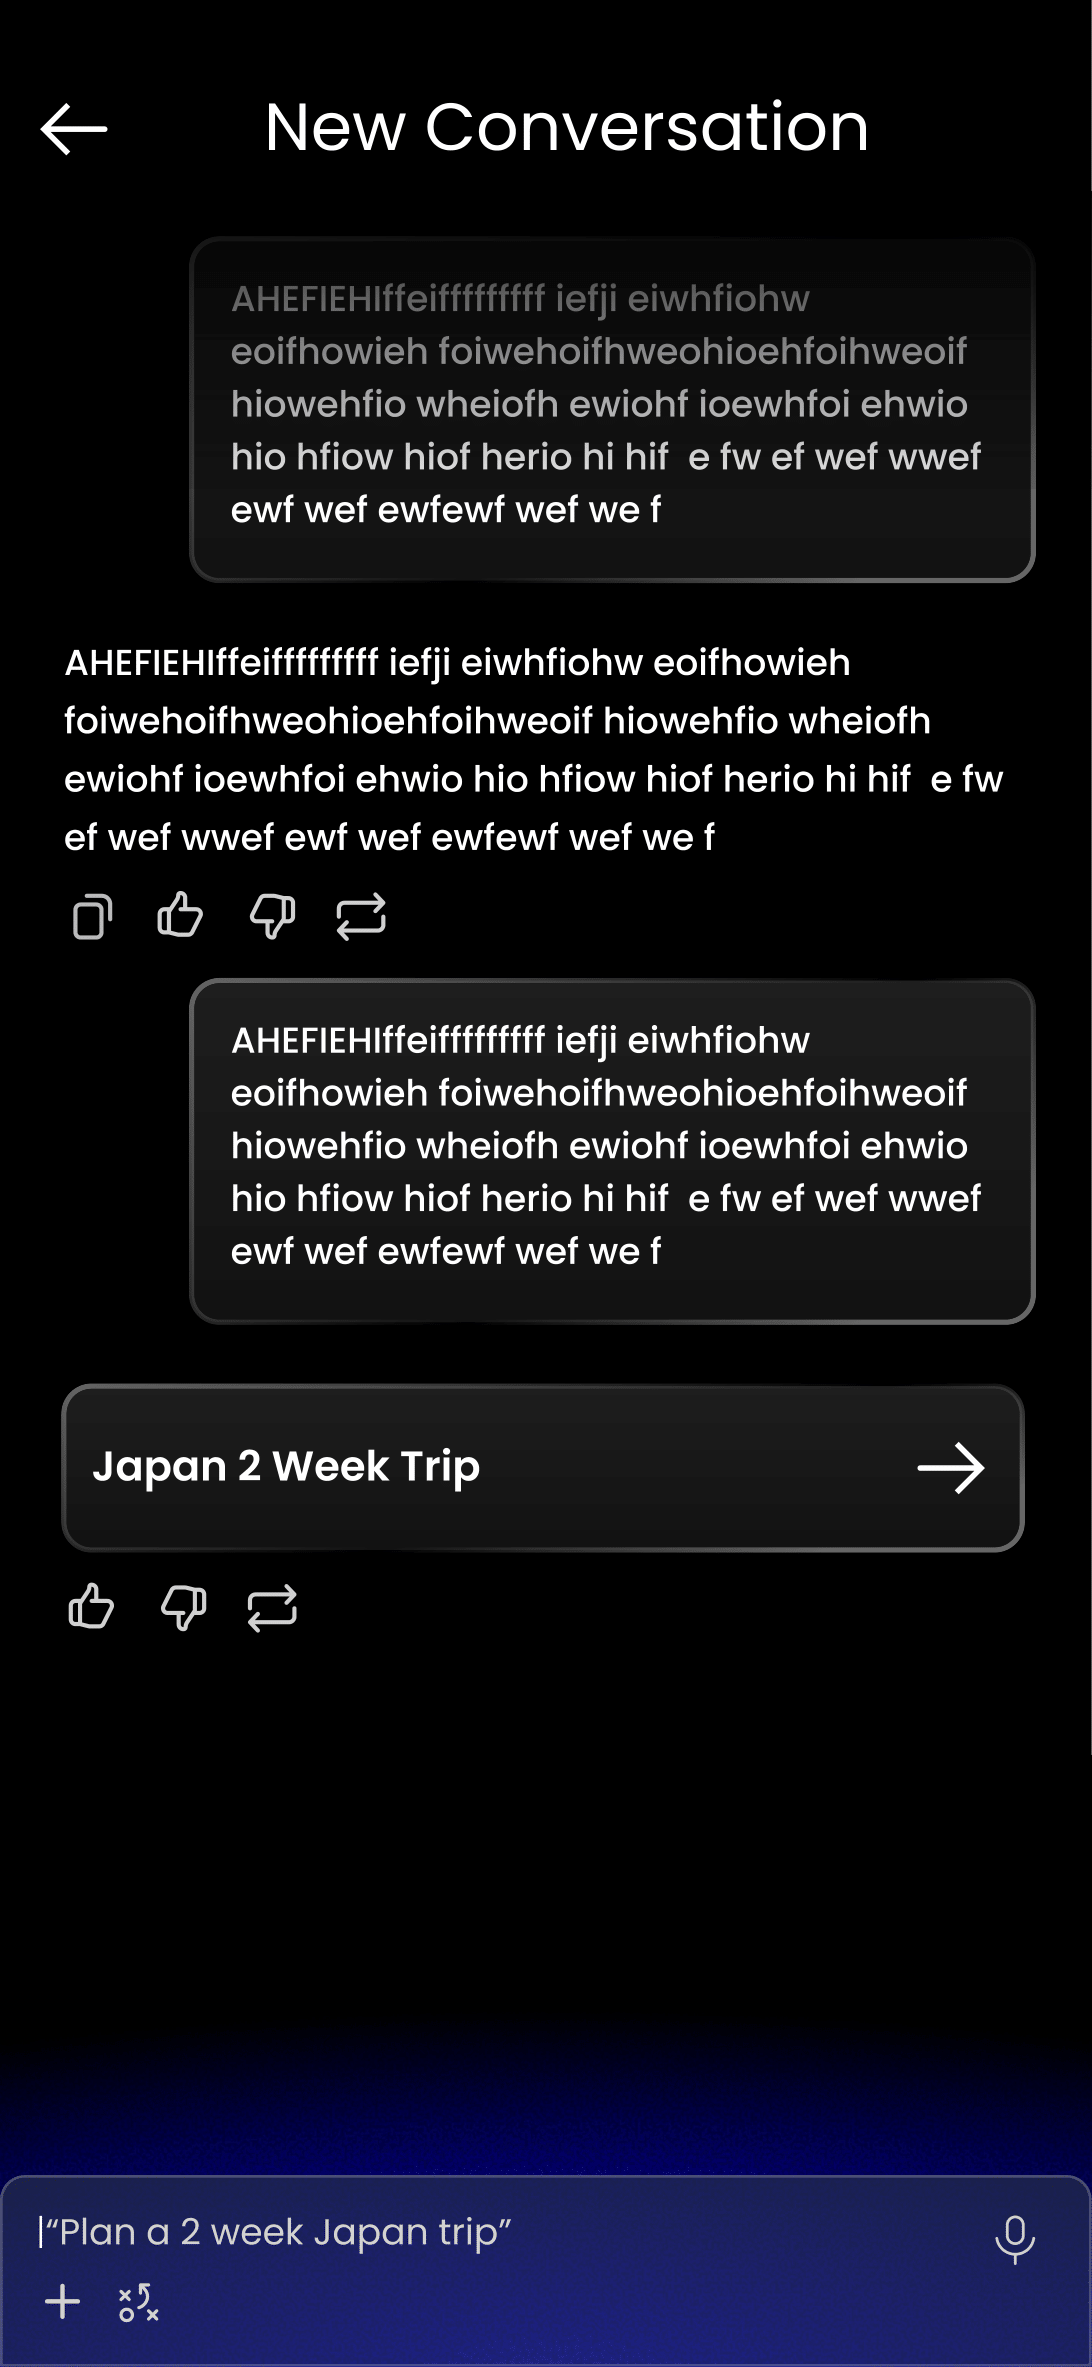 New Conversation
AHEFIEHIffeifffffffff iefji eiwhfiohw
eoifhowieh foiwehoifhweohioehfoihweoif
hiowehfio wheiofh ewiohf ioewhfoi ehwio
hio hfiow hiof herio hi hif  e fw ef wef wwef
ewf wef ewfewf wef we f
AHEFIEHIffeifffffffff iefji eiwhfiohw eoifhowieh
foiwehoifhweohioehfoihweoif hiowehfio wheiofh
ewiohf ioewhfoi ehwio hio hfiow hiof herio hi hif  e fw
ef wef wwef ewf wef ewfewf wef we f
AHEFIEHIffeifffffffff iefji eiwhfiohw
eoifhowieh foiwehoifhweohioehfoihweoif
hiowehfio wheiofh ewiohf ioewhfoi ehwio
hio hfiow hiof herio hi hif  e fw ef wef wwef
ewf wef ewfewf wef we f
Japan 2 Week Trip
“Plan a 2 week Japan trip”